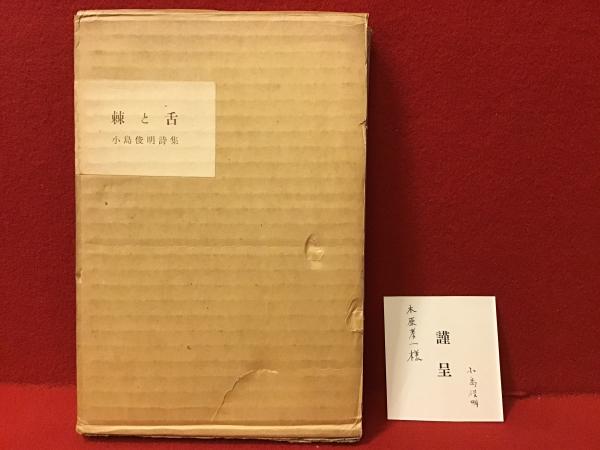 棘と舌
小島俊明詩集
木原孝一様
謹呈
小島俊明